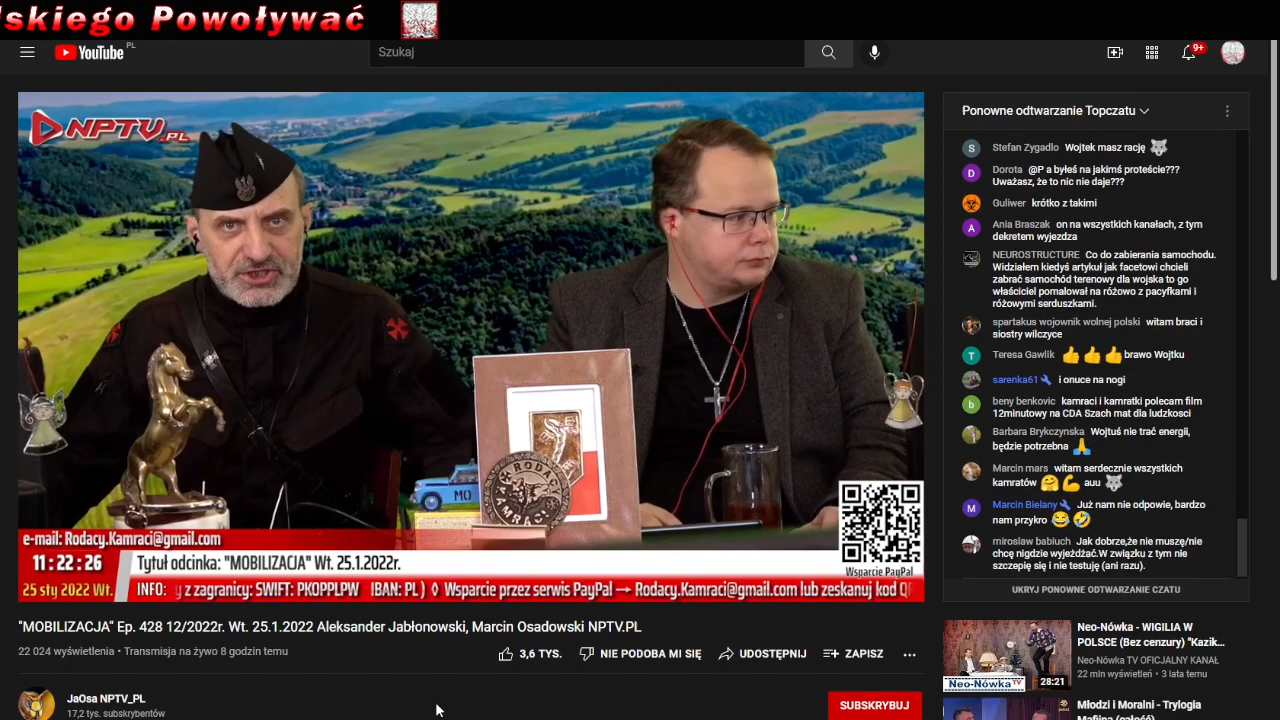 lskiego Powoływać
YouTube PL
Szukaj
9+
NPTV.PL
MO
RODACY
KAMRACI
e-mail: Rodacy.Kamraci@gmail.com
11:22:26
Tytuł odcinka: "MOBILIZACJA" Wt. 25.1.2022r.
Wsparcie PayPal
25 sty 2022 Wt.
INFO: y z zagranicy: SWIFT: PKOPPLPW IBAN: PL ) ◊ Wsparcie przez serwis PayPal → Rodacy.Kamraci@gmail.com lub zeskanuj kod QR
"MOBILIZACJA" Ep. 428 12/2022r. Wt. 25.1.2022 Aleksander Jabłonowski, Marcin Osadowski NPTV.PL
22 024 wyświetlenia • Transmisja na żywo 8 godzin temu
3,6 TYS.
NIE PODOBA MI SIĘ
UDOSTĘPNIJ
ZAPISZ
JaOsa NPTV_PL
17,2 tys. subskrybentów
SUBSKRYBUJ
Ponowne odtwarzanie Topczatu
S
Stefan Zygadlo Wojtek masz rację
D
Dorota @P a byłeś na jakimś proteście???
Uważasz, że to nic nie daje???
Guliwer krótko z takimi
A
Ania Braszak on na wszystkich kanałach, z tym
dekretem wyjezdza
NEUROSTRUCTURE Co do zabierania samochodu.
Widziałem kiedyś artykuł jak facetowi chcieli
zabrać samochód terenowy dla wojska to go
właściciel pomalował na różowo z pacyfkami i
różowymi serduszkami.
spartakus wojownik wolnej polski witam braci i
siostry wilczyce
T
Teresa Gawlik 👍👍👍brawo Wojtku
sarenka61 i onuce na nogi
b
beny benkovic kamraci i kamratki polecam film
12minutowy na CDA Szach mat dla ludzkosci
Barbara Brykczynska Wojtuś nie trać energii,
będzie potrzebna 🙏
Marcin mars witam serdecznie wszystkich
kamratów 🤗💪 auu 🐺
M
Marcin Bielany Już nam nie odpowie, bardzo
nam przykro 😂🤣
miroslaw babiuch Jak dobrze,że nie muszę/nie
chcę nigdzie wyjeżdżać.W związku z tym nie
szczepię się i nie testuję (ani razu).
UKRYJ PONOWNE ODTWARZANIE CZATU
Neo-Nówka TV
28:21
Neo-Nówka - WIGILIA W
POLSCE (Bez cenzury) "Kazik...
Neo-Nówka TV OFICJALNY KANAŁ
22 mln wyświetleń • 3 lata temu
Młodzi i Moralni - Trylogia
Mafijna (całość)